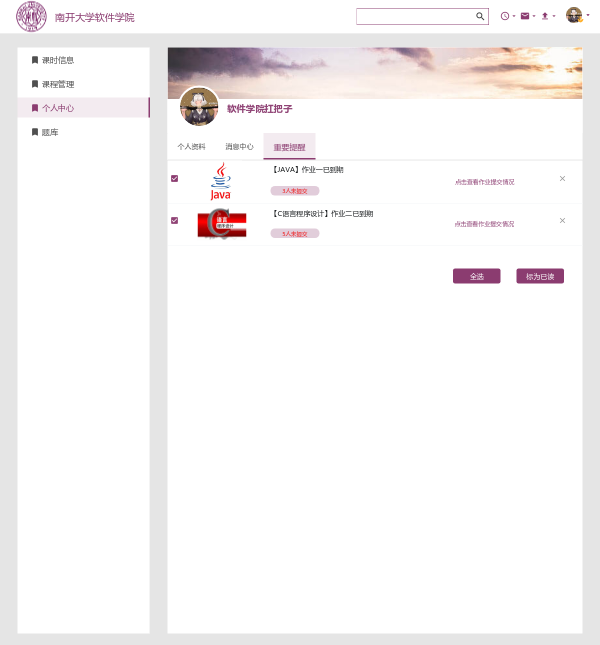 南开大学软件学院
课时信息
课程管理
个人中心
题库
软件学院扛把子
个人资料 消息中心 重要提醒
【JAVA】作业一已到期
3人未提交
点击查看作业提交情况
Java
【C语言程序设计】作业二已到期
5人未提交
点击查看作业提交情况
C
语言
程序设计
全选 标为已读